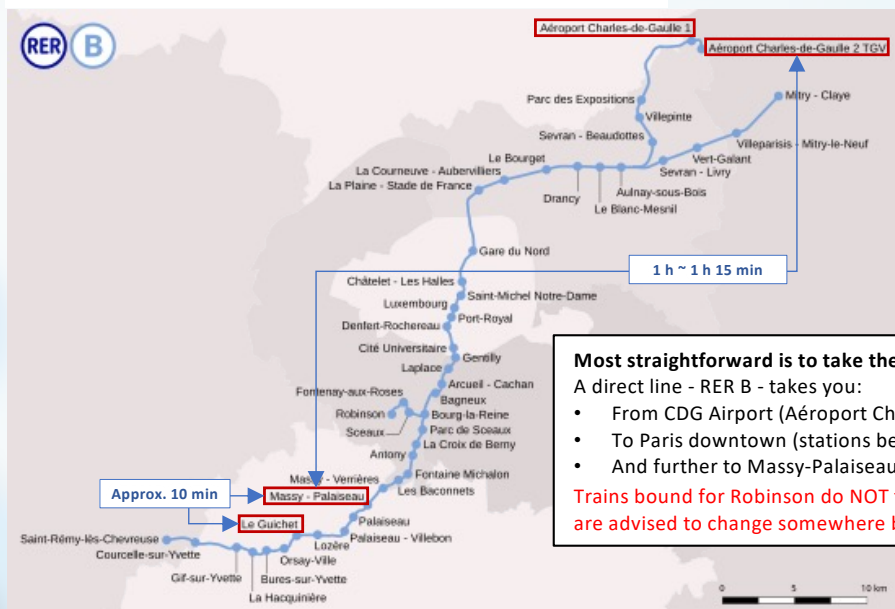 RER B
Aéroport Charles-de-Gaulle 1
Aéroport Charles-de-Gaulle 2 TGV
Mitry - Claye
Parc des Expositions
Villepinte
Sevran - Beaudottes
Villeparisis - Mitry-le-Neuf
Le Bourget
Vert-Galant
La Courneuve - Aubervilliers
Sevran - Livry
La Plaine - Stade de France
Aulnay-sous-Bois
Drancy
Le Blanc-Mesnil
Gare du Nord
1 h ~ 1 h 15 min
Châtelet - Les Halles
Saint-Michel Notre-Dame
Luxembourg
Port-Royal
Denfert-Rochereau
Cité Universitaire
Gentilly
Laplace
Arcueil - Cachan
Fontenay-aux-Roses
Bagneux
Robinson
Bourg-la-Reine
Sceaux
Parc de Sceaux
La Croix de Berny
Antony
Fontaine Michalon
Massy - Verrières
Les Baconnets
Approx. 10 min
Massy - Palaiseau
Le Guichet
Palaiseau
Saint-Rémy-lès-Chevreuse
Palaiseau - Villebon
Lozère
Courcelle-sur-Yvette
Orsay-Ville
Gif-sur-Yvette
Bures-sur-Yvette
La Hacquinière
Most straightforward is to take the
A direct line - RER B - takes you:
• From CDG Airport (Aéroport Ch
• To Paris downtown (stations be
• And further to Massy-Palaiseau
Trains bound for Robinson do NOT
are advised to change somewhere b
0 5 10 km